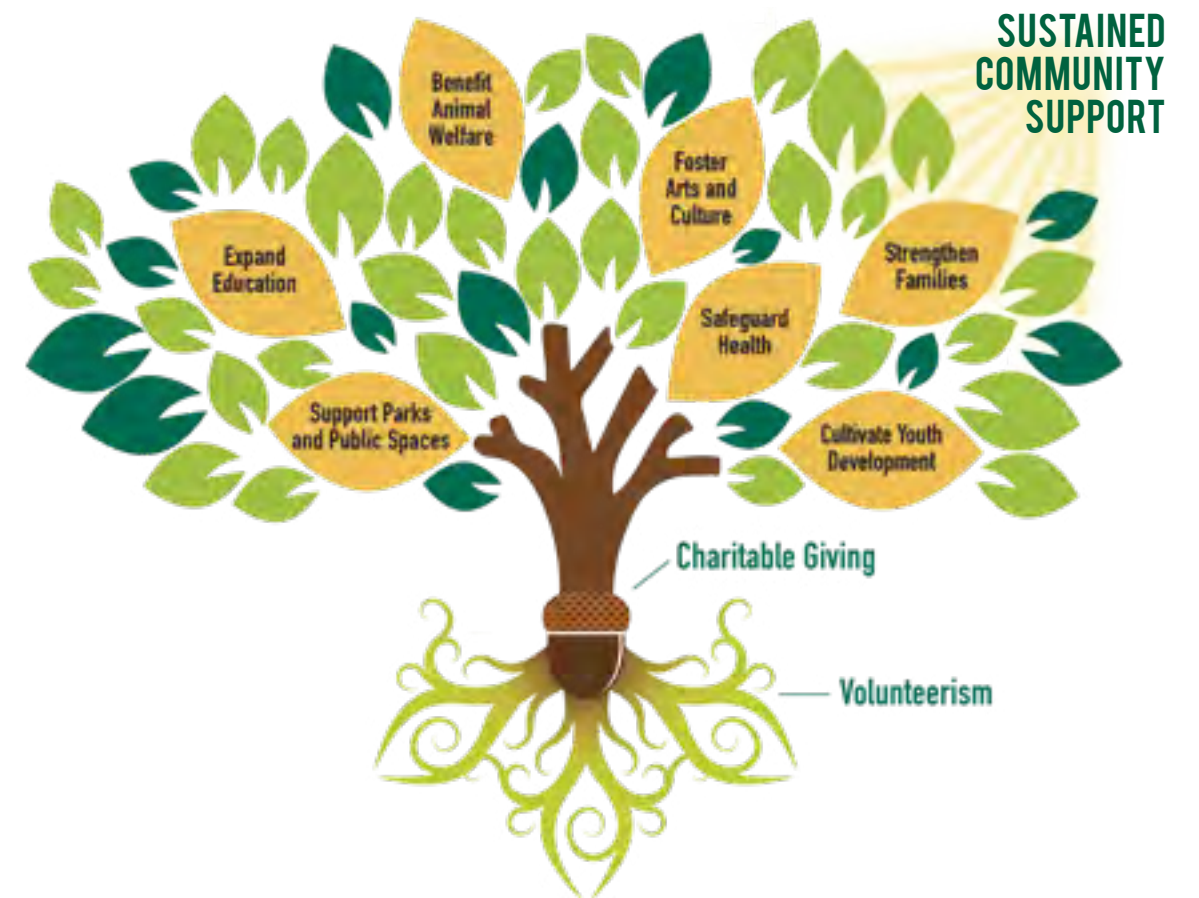 SUSTAINED
COMMUNITY
SUPPORT
Benefit
Animal
Welfare
Foster
Arts and
Culture
Expand
Education
Strengthen
Families
Safeguard
Health
Support Parks
and Public Spaces
Cultivate Youth
Development
Charitable Giving
Volunteerism